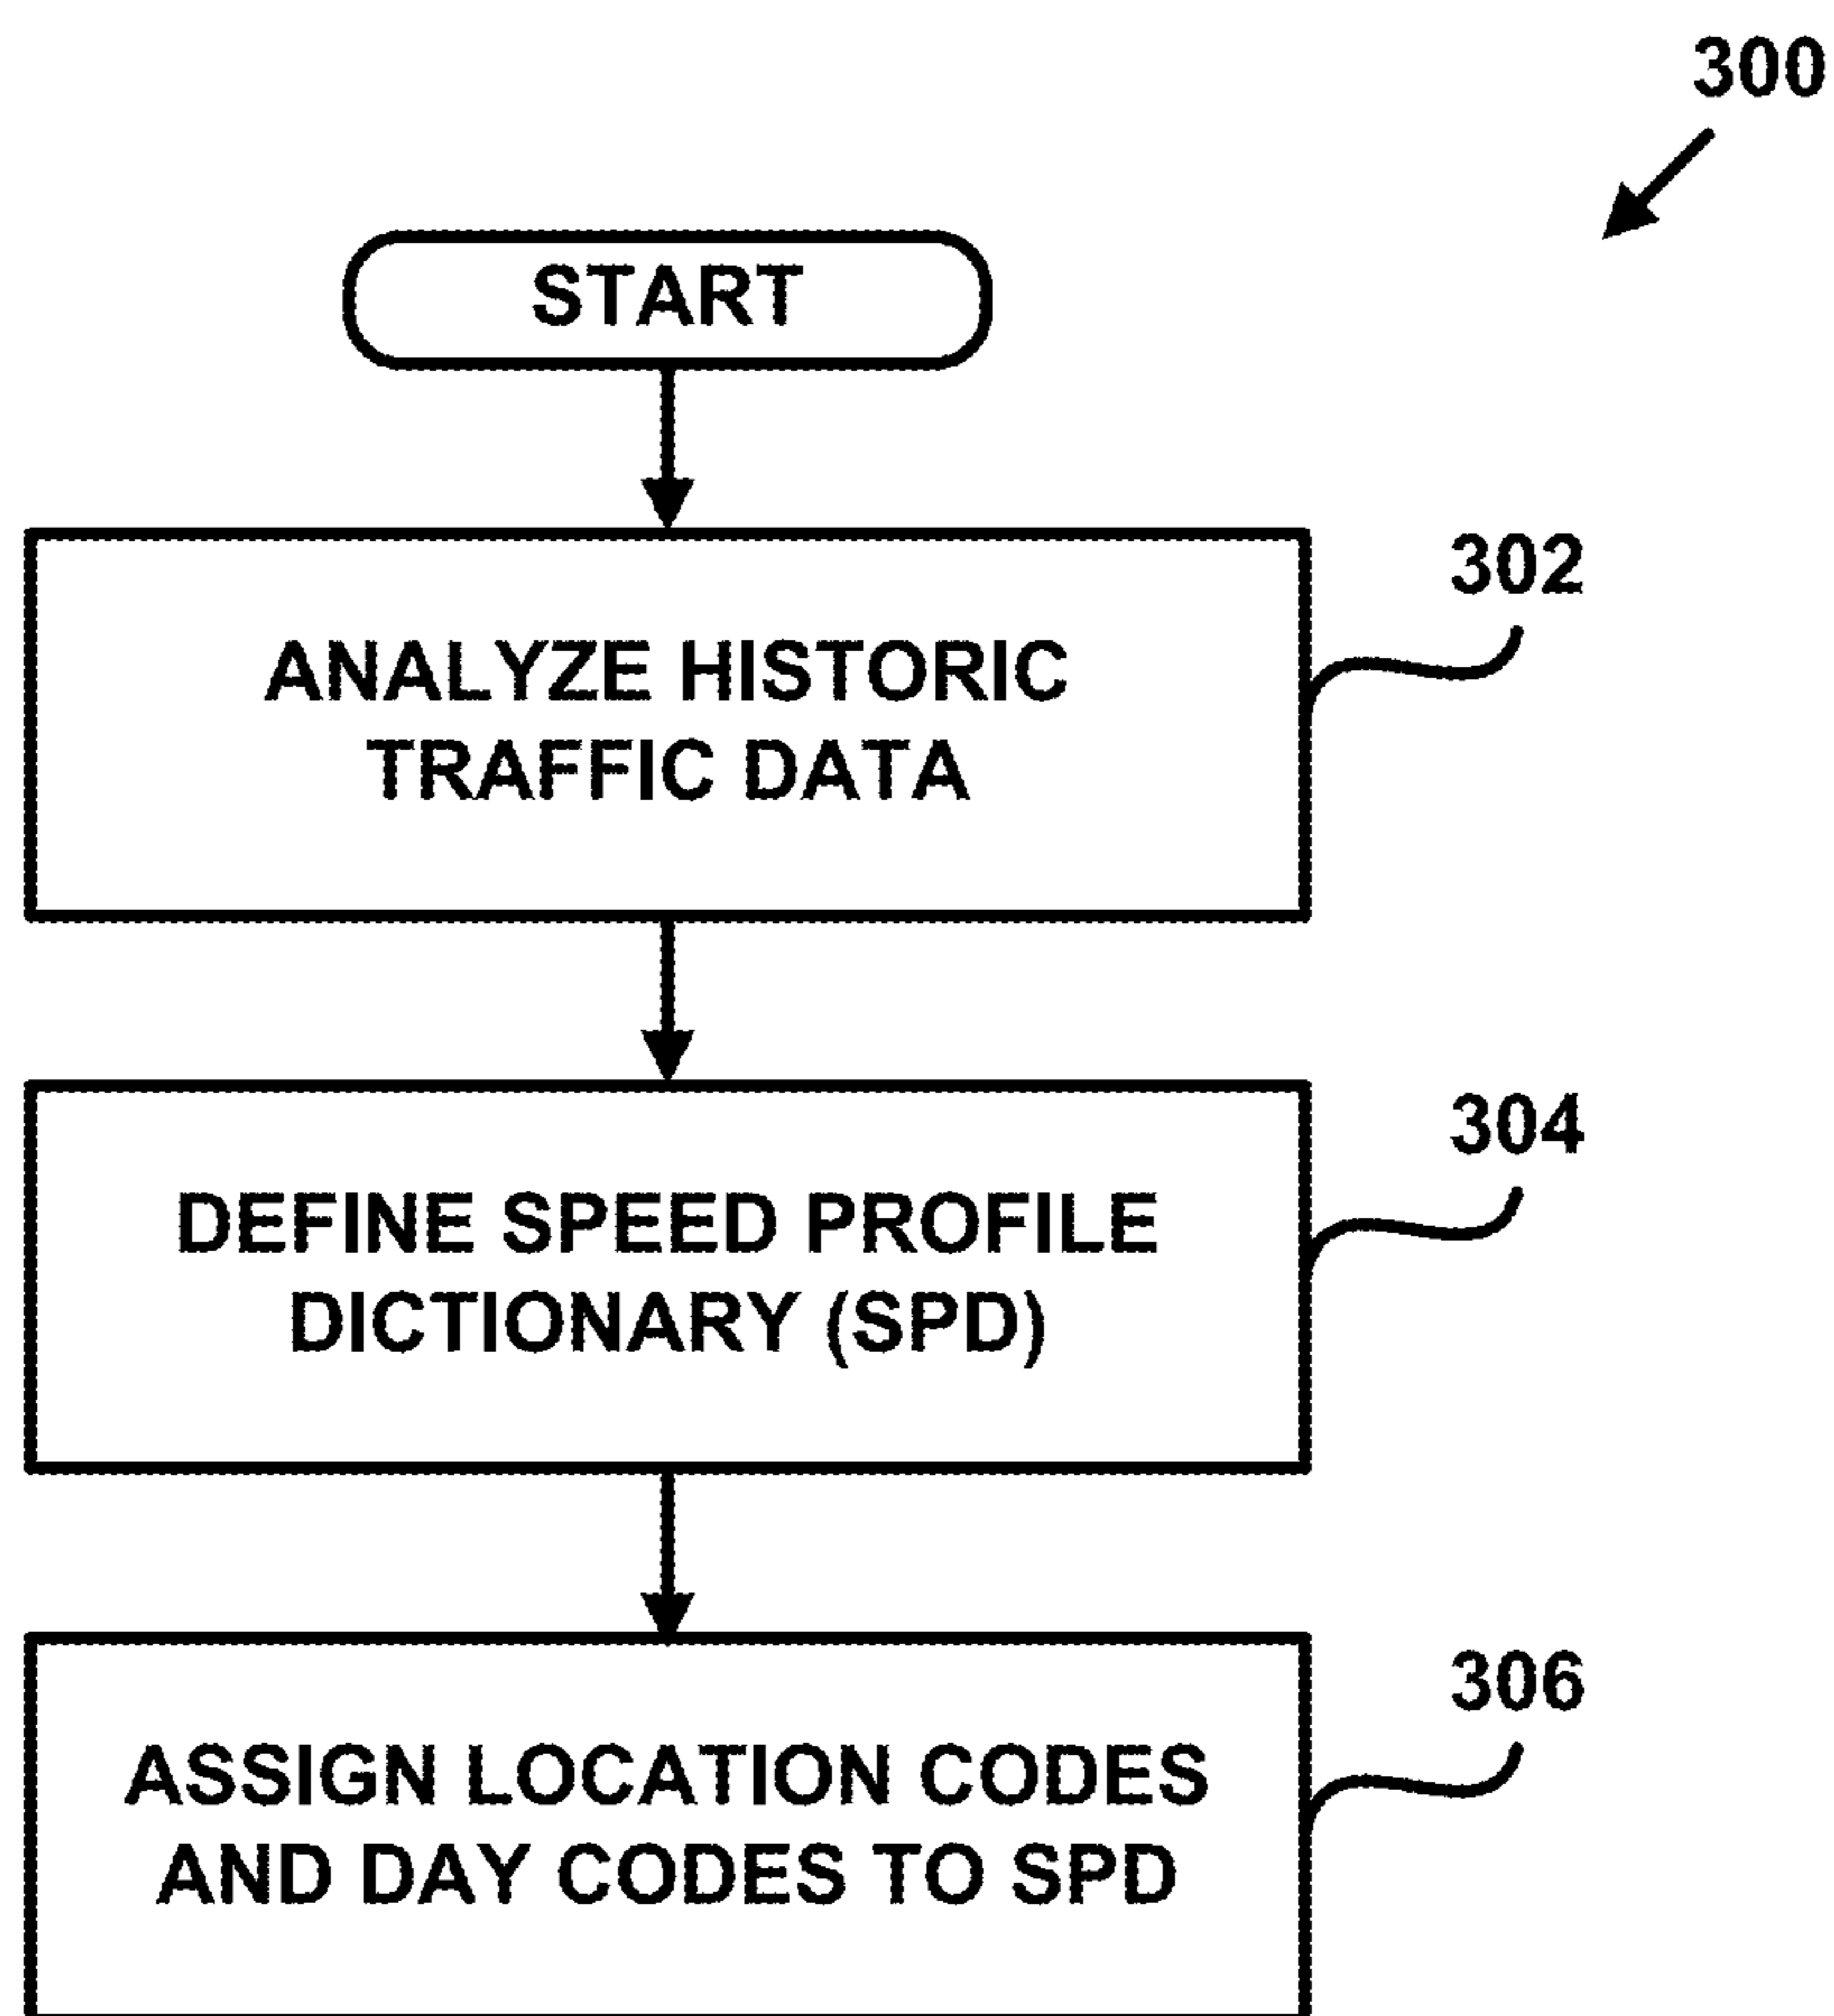 300
START
302
ANALYZE HISTORIC
TRAFFIC DATA
304
DEFINE SPEED PROFILE
DICTIONARY (SPD)
306
ASSIGN LOCATION CODES
AND DAY CODES TO SPD